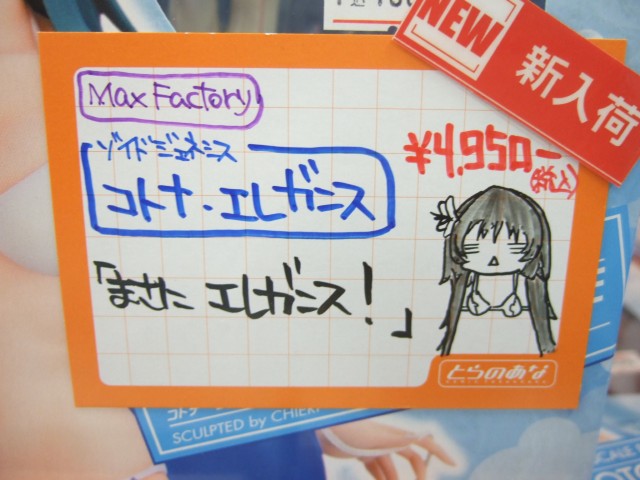 NEW
新入荷
Max Factory
ゾイドジェネシス
コトナ・エレガンス
¥4,950-
(税込)
「まさに エレガンス!」
とらのあな
SCULPTED by CHIEKI